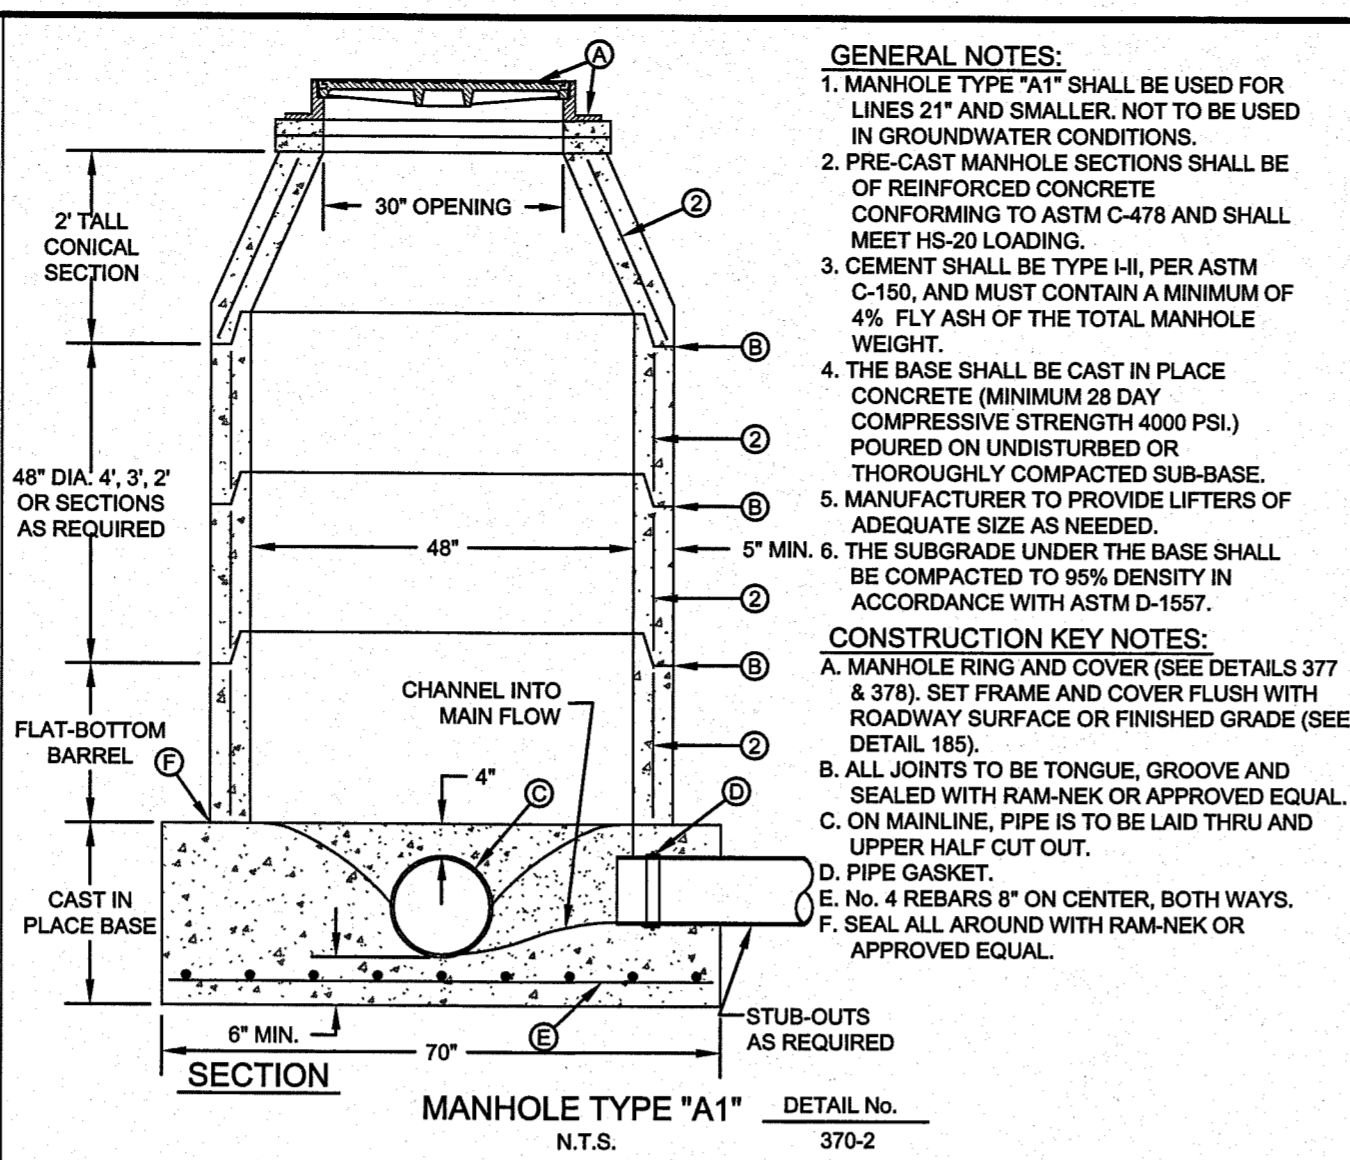 GENERAL NOTES:
1. MANHOLE TYPE "A1" SHALL BE USED FOR
LINES 21" AND SMALLER. NOT TO BE USED
IN GROUNDWATER CONDITIONS.
2. PRE-CAST MANHOLE SECTIONS SHALL BE
OF REINFORCED CONCRETE
CONFORMING TO ASTM C-478 AND SHALL
MEET HS-20 LOADING.
3. CEMENT SHALL BE TYPE I-II, PER ASTM
C-150, AND MUST CONTAIN A MINIMUM OF
4% FLY ASH OF THE TOTAL MANHOLE
WEIGHT.
4. THE BASE SHALL BE CAST IN PLACE
CONCRETE (MINIMUM 28 DAY
COMPRESSIVE STRENGTH 4000 PSI.)
POURED ON UNDISTURBED OR
THOROUGHLY COMPACTED SUB-BASE.
5. MANUFACTURER TO PROVIDE LIFTERS OF
ADEQUATE SIZE AS NEEDED.
6. THE SUBGRADE UNDER THE BASE SHALL
BE COMPACTED TO 95% DENSITY IN
ACCORDANCE WITH ASTM D-1557.
CONSTRUCTION KEY NOTES:
A. MANHOLE RING AND COVER (SEE DETAILS 377
& 378). SET FRAME AND COVER FLUSH WITH
ROADWAY SURFACE OR FINISHED GRADE (SEE
DETAIL 185).
B. ALL JOINTS TO BE TONGUE, GROOVE AND
SEALED WITH RAM-NEK OR APPROVED EQUAL.
C. ON MAINLINE, PIPE IS TO BE LAID THRU AND
UPPER HALF CUT OUT.
D. PIPE GASKET.
E. No. 4 REBARS 8" ON CENTER, BOTH WAYS.
F. SEAL ALL AROUND WITH RAM-NEK OR
APPROVED EQUAL.
A
2' TALL
CONICAL
SECTION
30" OPENING
2
B
2
48" DIA. 4', 3', 2'
OR SECTIONS
AS REQUIRED
B
48"
5" MIN.
2
B
CHANNEL INTO
MAIN FLOW
FLAT-BOTTOM
BARREL
2
F
4"
C
D
CAST IN
PLACE BASE
6" MIN.
E
STUB-OUTS
AS REQUIRED
70"
SECTION
MANHOLE TYPE "A1"
N.T.S.
DETAIL No.
370-2